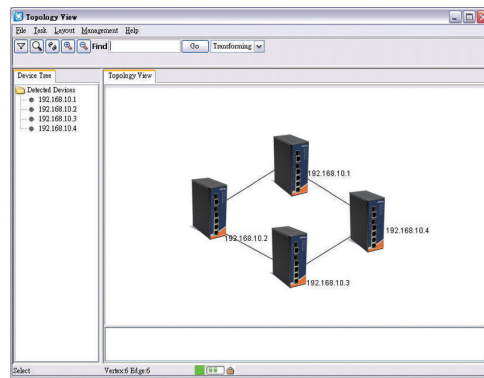 Topology View
File Task Layout Management Help
Find Go Transforming
Device Tree
Topology View
Detected Devices
192.168.10.1
192.168.10.2
192.168.10.3
192.168.10.4
192.168.10.1
192.168.10.2
192.168.10.4
192.168.10.3
Select Vertex:6 Edge:6